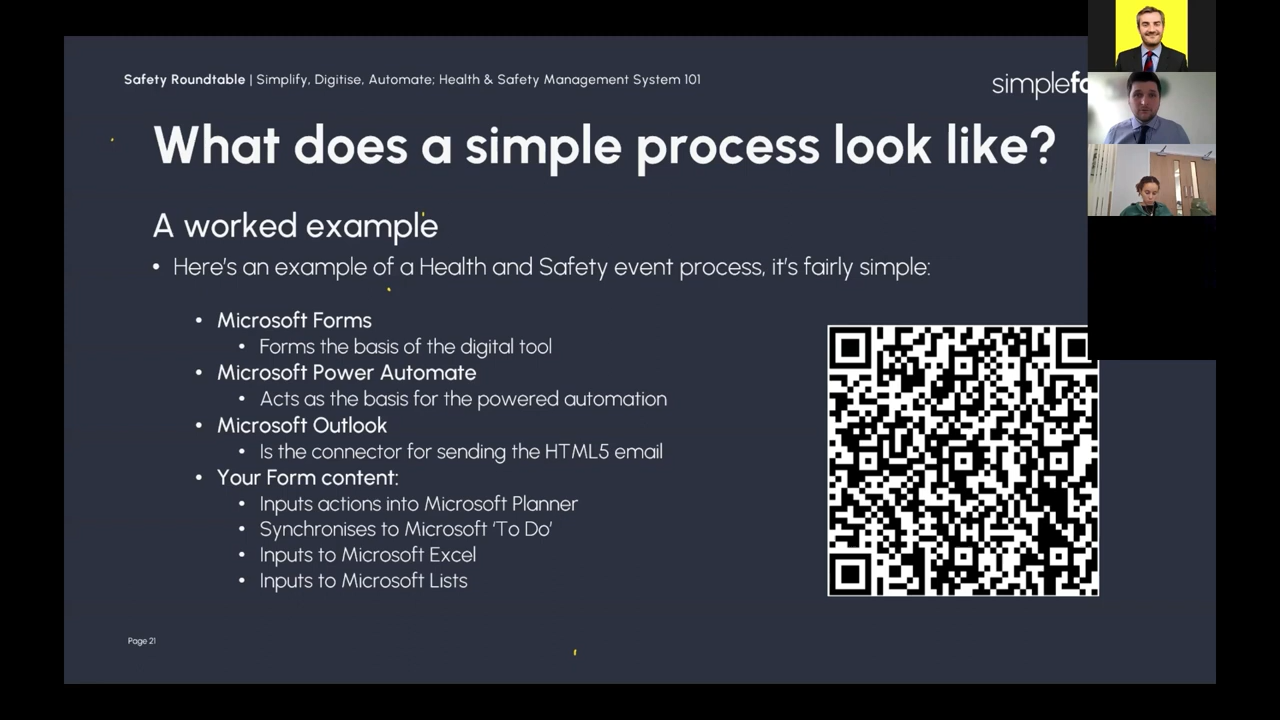 Safety Roundtable | Simplify, Digitise, Automate; Health & Safety Management System 101
What does a simple process look like?
A worked example
• Here's an example of a Health and Safety event process, it's fairly simple:
• Microsoft Forms
• Forms the basis of the digital tool
• Microsoft Power Automate
• Acts as the basis for the powered automation
• Microsoft Outlook
• Is the connector for sending the HTML5 email
• Your Form content:
• Inputs actions into Microsoft Planner
• Synchronises to Microsoft ‘To Do’
• Inputs to Microsoft Excel
• Inputs to Microsoft Lists
Page 21